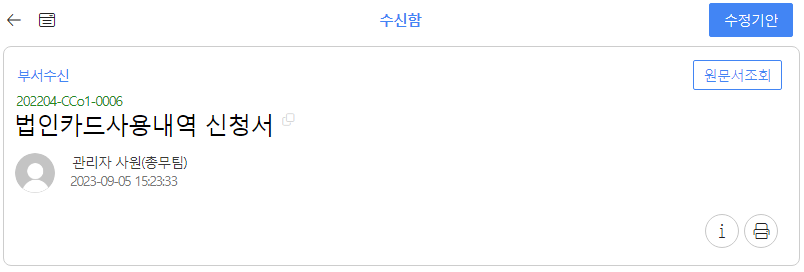 수신함
수정기안
부서수신
원문서조회
202204-CCo1-0006
법인카드사용내역 신청서
관리자 사원(총무팀)
2023-09-05 15:23:33
i